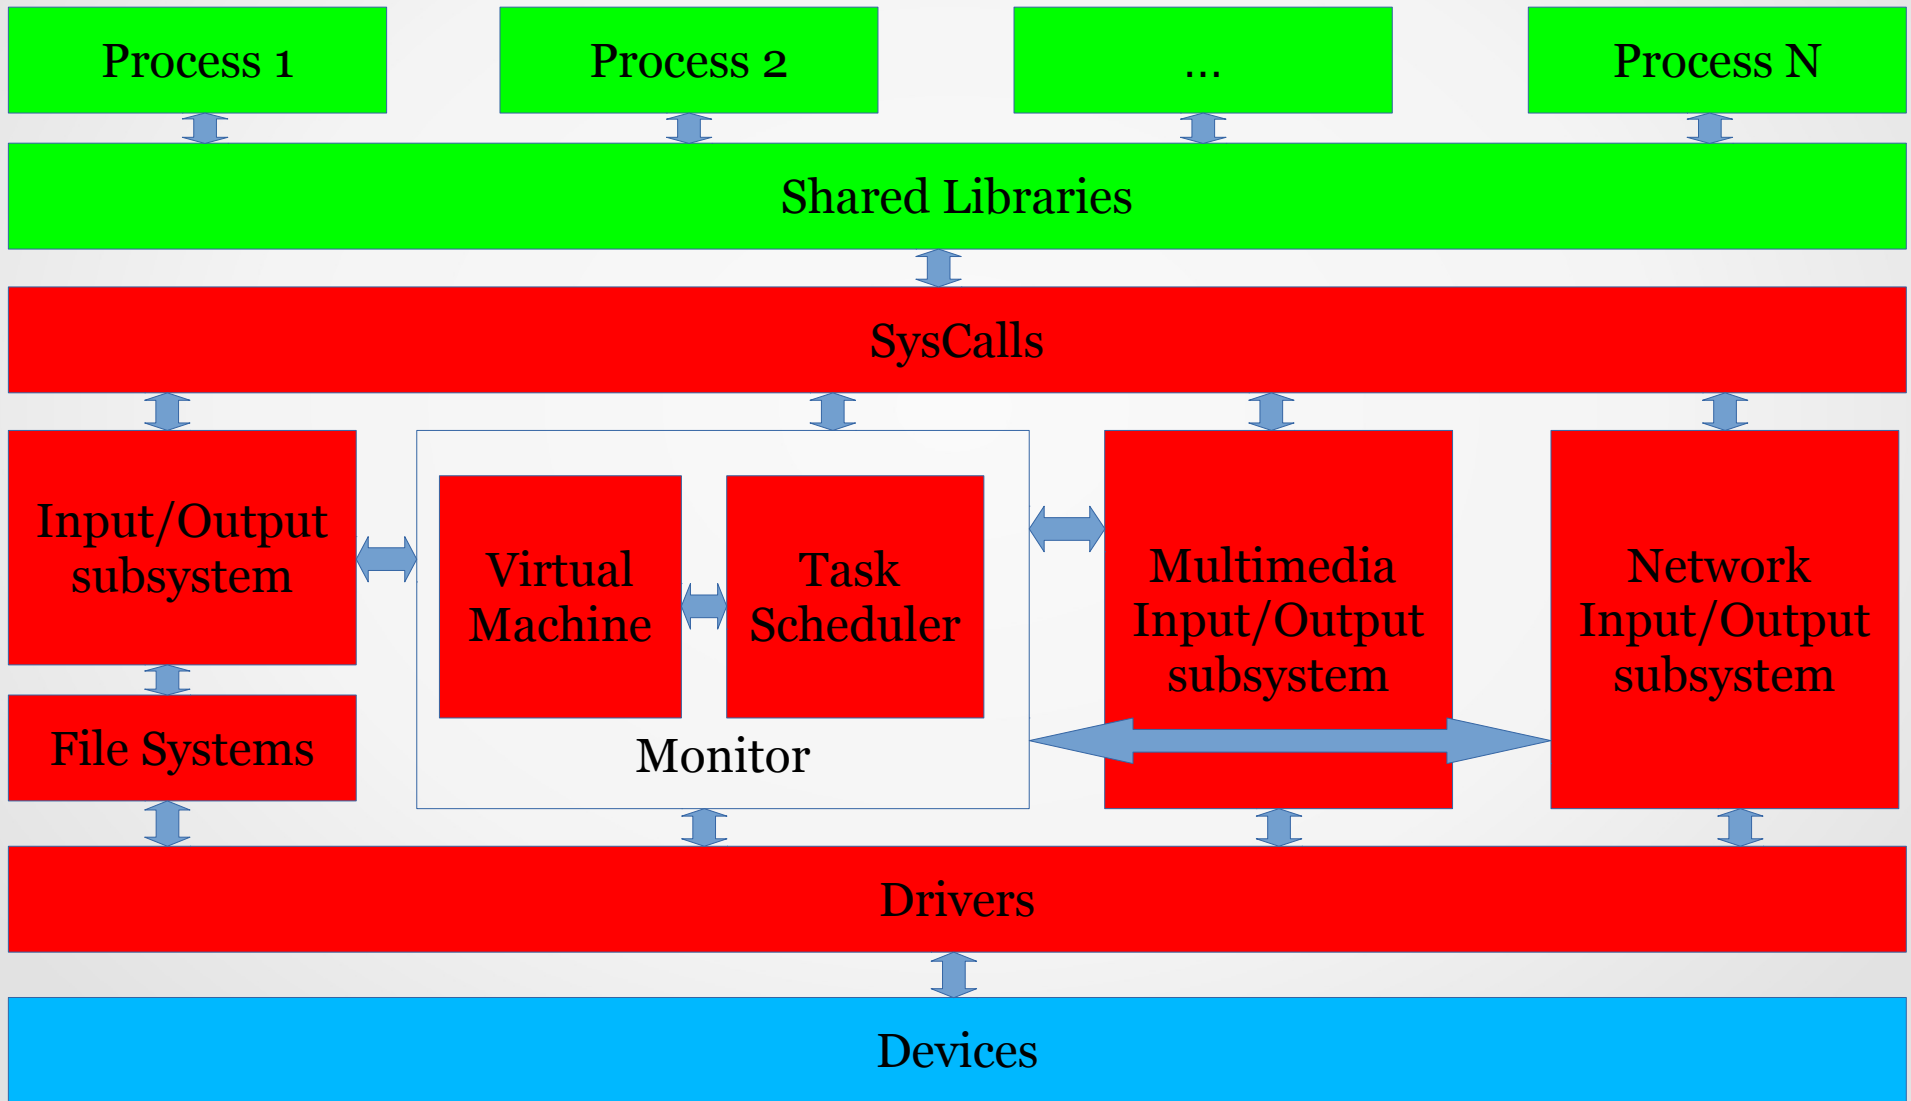 Process 1
Process 2
...
Process N
Shared Libraries
SysCalls
Input/Output
subsystem
Virtual
Machine
Task
Scheduler
Monitor
Multimedia
Input/Output
subsystem
Network
Input/Output
subsystem
File Systems
Drivers
Devices